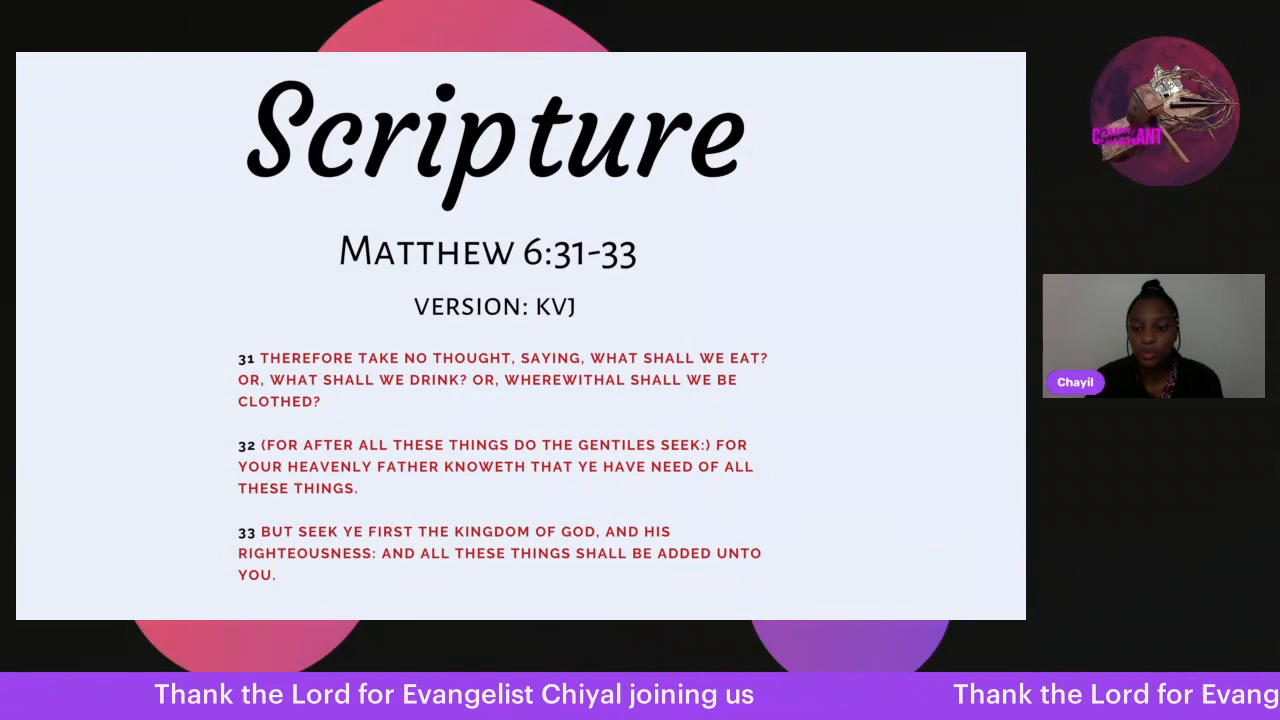 Scripture
MATTHEW 6:31-33
VERSION: KVJ
31 THEREFORE TAKE NO THOUGHT, SAYING, WHAT SHALL WE EAT?
OR, WHAT SHALL WE DRINK? OR, WHEREWITHAL SHALL WE BE
CLOTHED?
32 (FOR AFTER ALL THESE THINGS DO THE GENTILES SEEK:) FOR
YOUR HEAVENLY FATHER KNOWETH THAT YE HAVE NEED OF ALL
THESE THINGS.
33 BUT SEEK YE FIRST THE KINGDOM OF GOD, AND HIS
RIGHTEOUSNESS: AND ALL THESE THINGS SHALL BE ADDED UNTO
YOU.
Chayil
Thank the Lord for Evangelist Chiyal joining us Thank the Lord for Evang